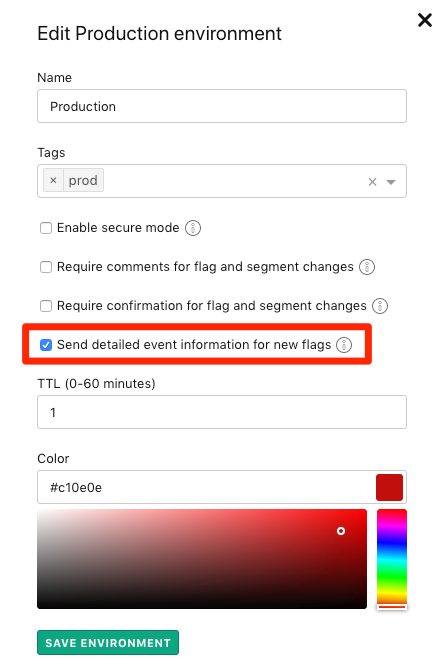 Edit Production environment
Name
Production
Tags
× prod
Enable secure mode
Require comments for flag and segment changes
Require confirmation for flag and segment changes
Send detailed event information for new flags
TTL (0-60 minutes)
1
Color
#c10e0e
SAVE ENVIRONMENT